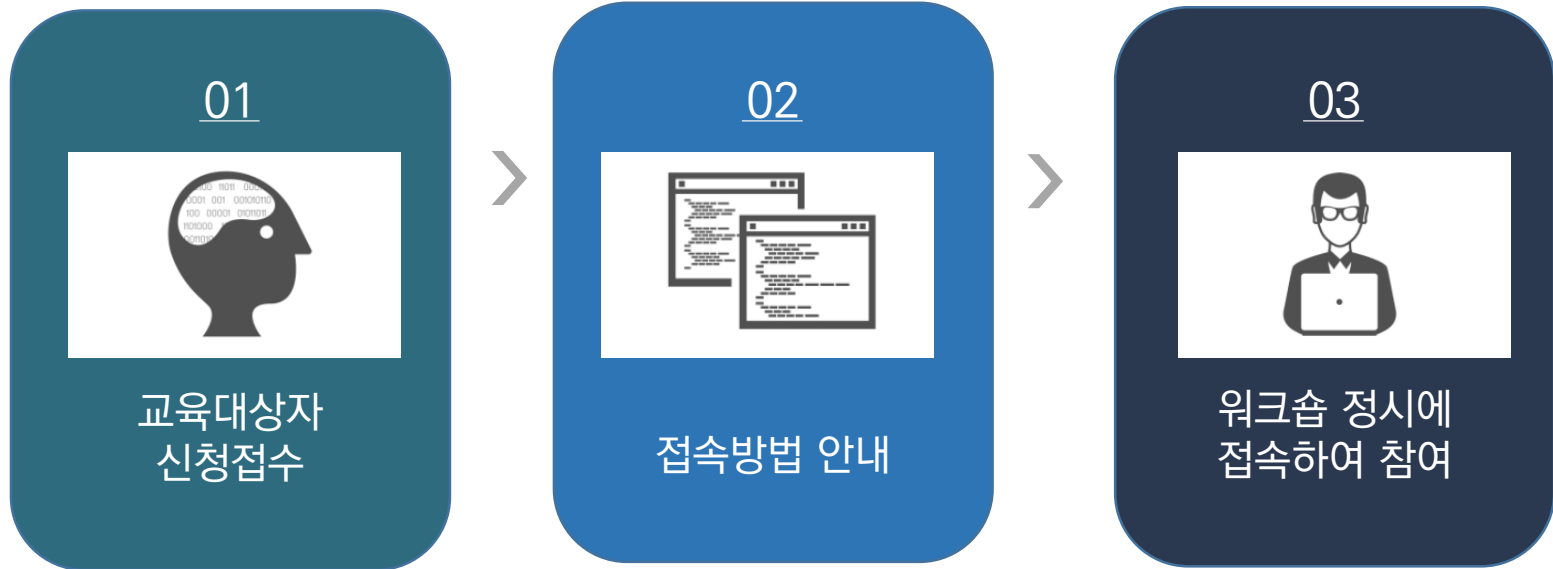 01
교육대상자
신청접수
02
접속방법 안내
03
워크숍 정시에
접속하여 참여